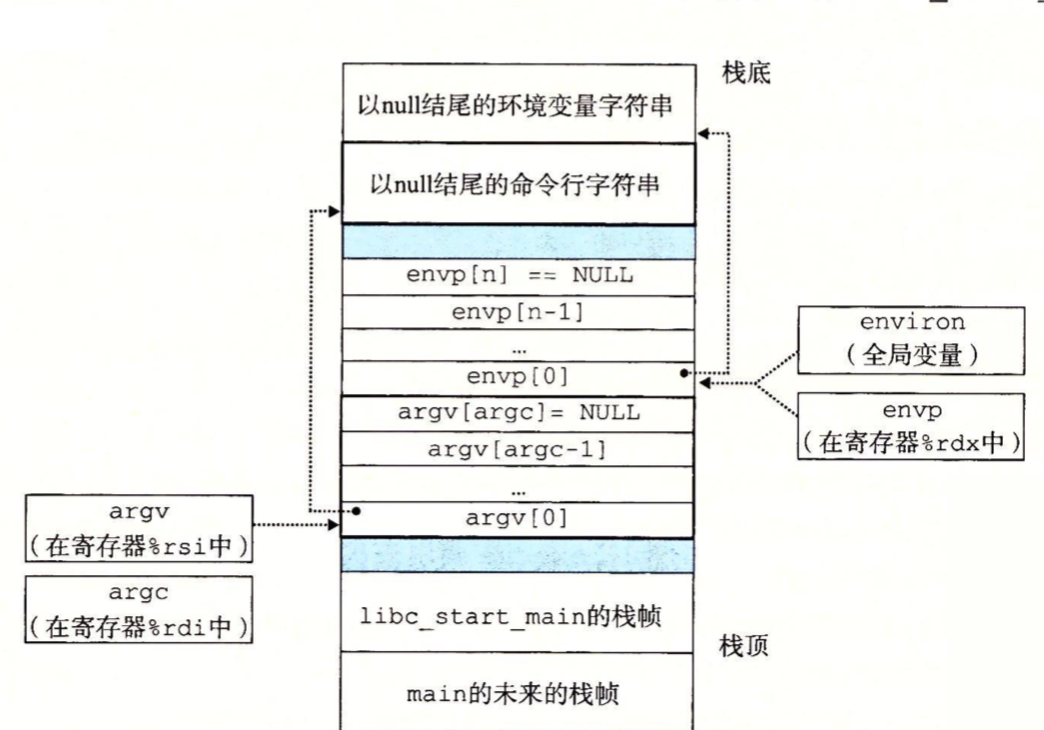 栈底
以null结尾的环境变量字符串
以null结尾的命令行字符串
envp[n] == NULL
envp[n-1]
…
envp[0]
argv[argc]= NULL
argv[argc-1]
…
argv[0]
environ
(全局变量)
envp
(在寄存器%rdx中)
argv
(在寄存器%rsi中)
argc
(在寄存器%rdi中)
libc_start_main的栈帧
栈顶
main的未来的栈帧